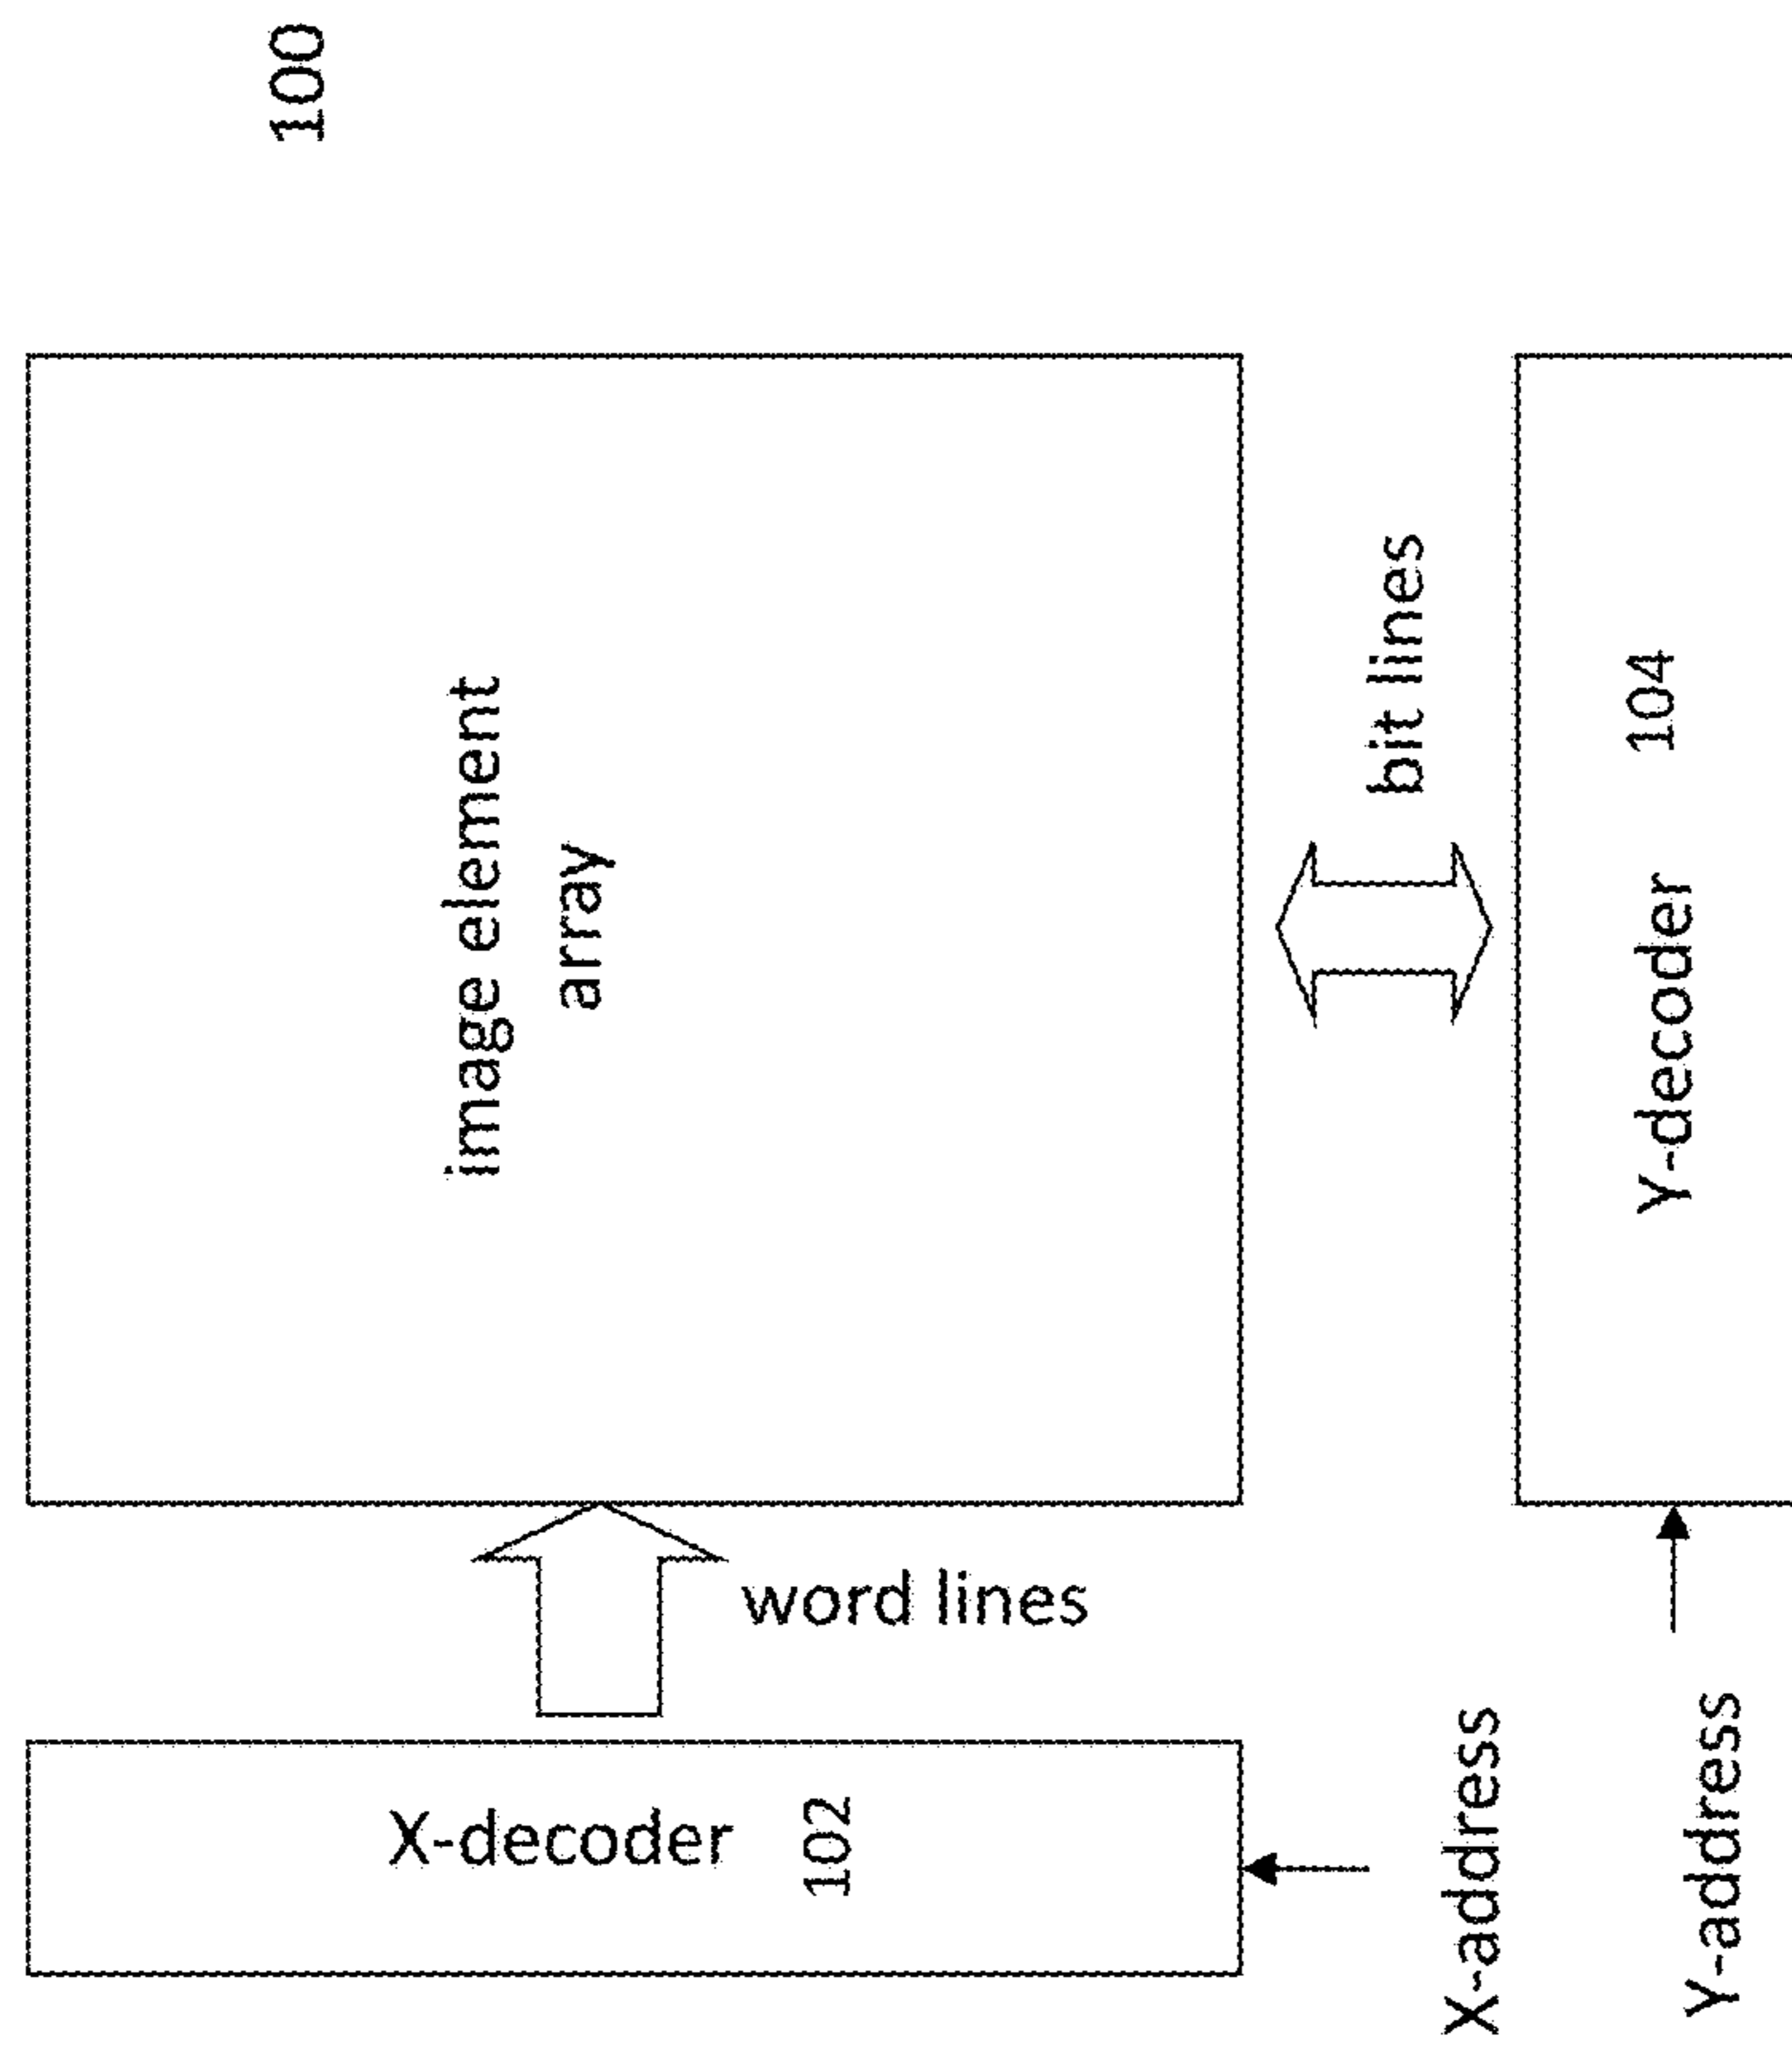 100
image element
array
word lines
bit lines
X-decoder
102
Y-decoder 104
X-address
Y-address